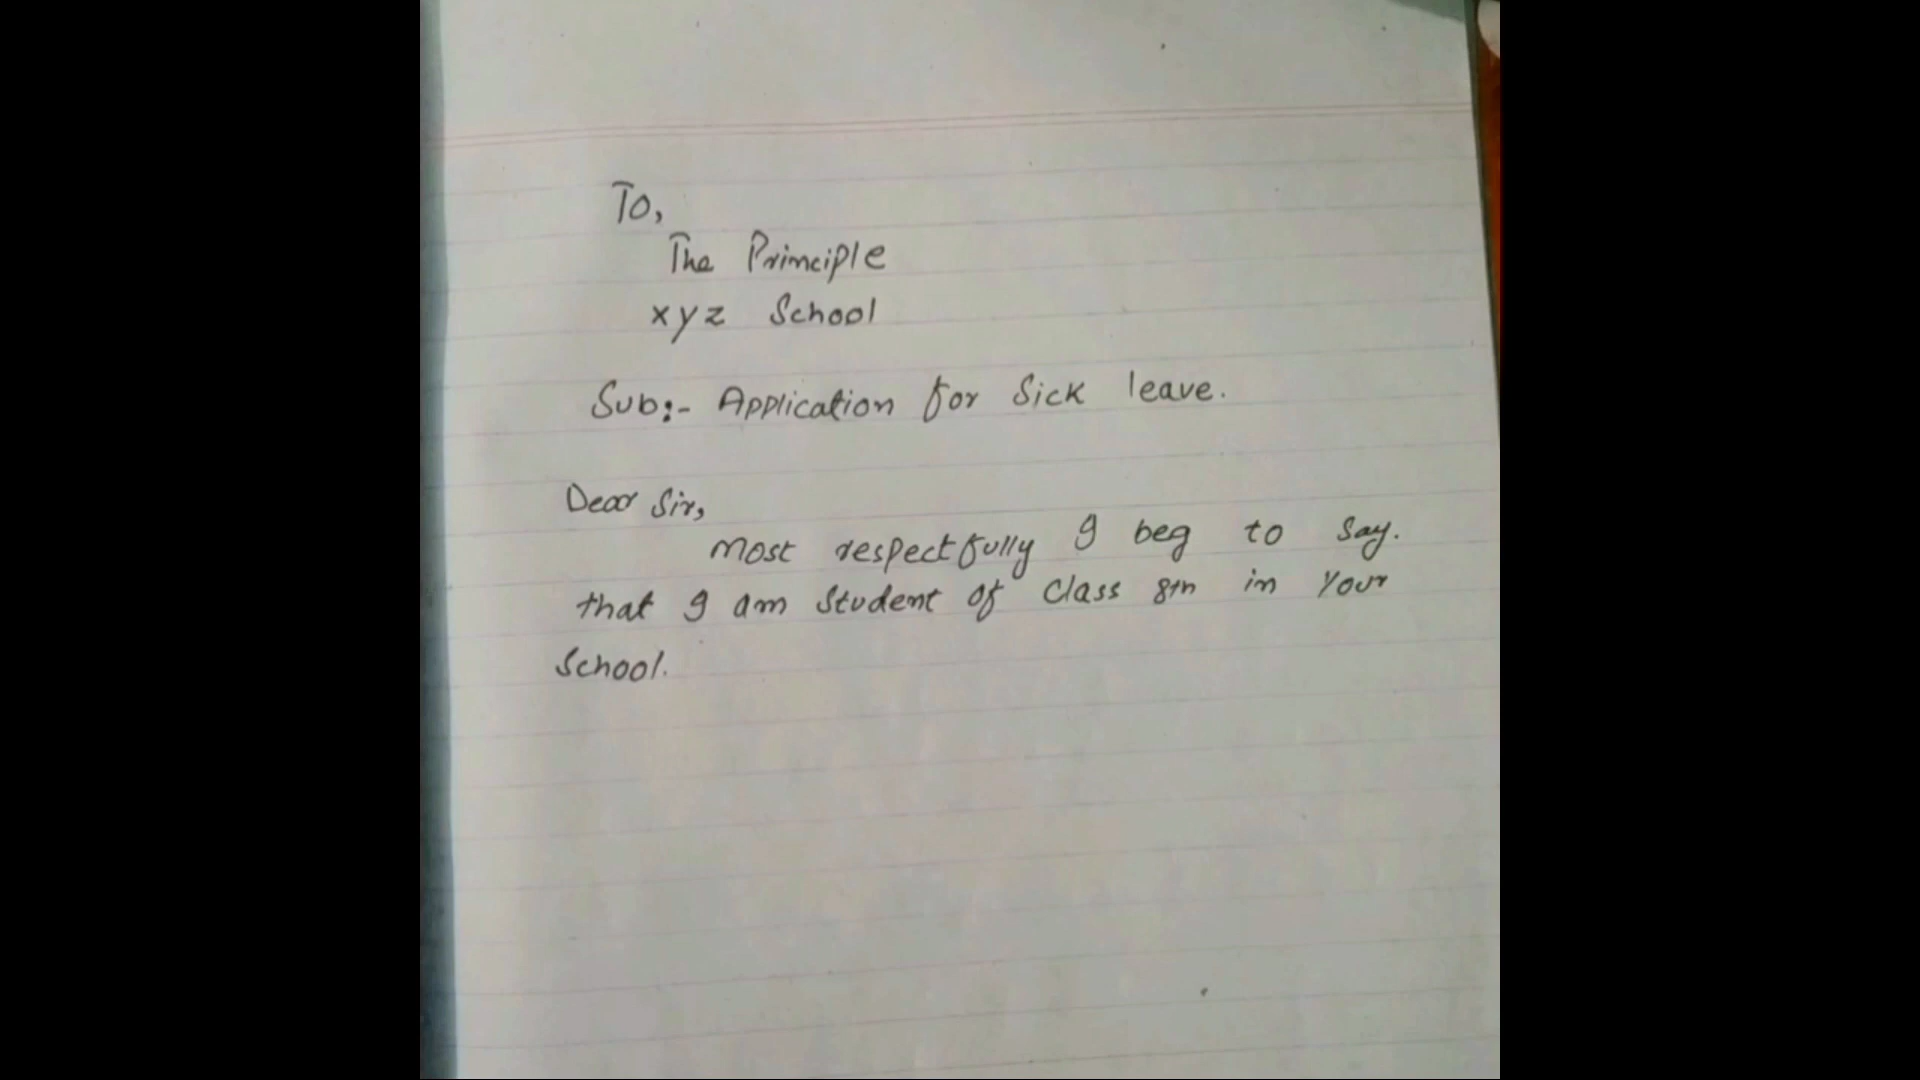 To,
The Principle
xyz School
Sub:- Application for Sick leave.
Dear Sir,
Most respectfully I beg to say.
that I am Student of Class 8th in Your
School.